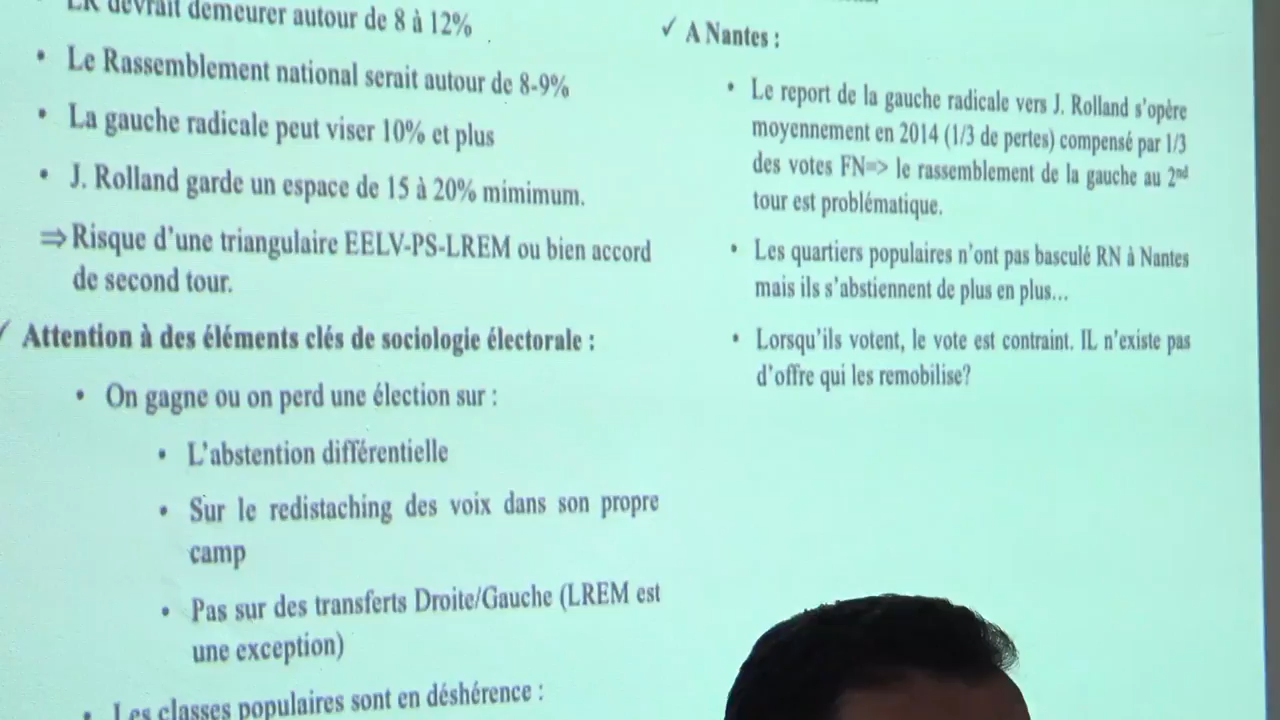 LR devrait demeurer autour de 8 à 12%
• Le Rassemblement national serait autour de 8-9%
• La gauche radicale peut viser 10% et plus
• J. Rolland garde un espace de 15 à 20% mimimum.
⇒ Risque d'une triangulaire EELV-PS-LREM ou bien accord
de second tour.
✓ Attention à des éléments clés de sociologie électorale :
• On gagne ou on perd une élection sur :
• L'abstention différentielle
• Sur le redistaching des voix dans son propre
camp
• Pas sur des transferts Droite/Gauche (LREM est
une exception)
• Les classes populaires sont en déshérence :
✓ A Nantes :
• Le report de la gauche radicale vers J. Rolland s'opère
moyennement en 2014 (1/3 de pertes) compensé par 1/3
des votes FN=> le rassemblement de la gauche au 2nd
tour est problématique.
• Les quartiers populaires n'ont pas basculé RN à Nantes
mais ils s'abstiennent de plus en plus...
• Lorsqu'ils votent, le vote est contraint. IL n'existe pas
d'offre qui les remobilise?